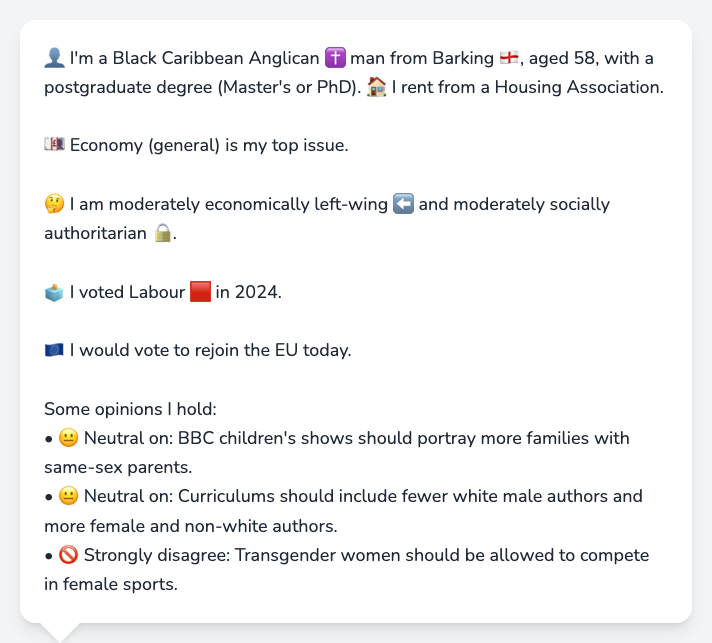 👤 I'm a Black Caribbean Anglican ✝️ man from Barking 🏴󠁧󠁢󠁥󠁮󠁧󠁿, aged 58, with a
postgraduate degree (Master's or PhD). 🏠 I rent from a Housing Association.
💷 Economy (general) is my top issue.
🤔 I am moderately economically left-wing ⬅️ and moderately socially
authoritarian 🔒.
🗳️ I voted Labour 🟥 in 2024.
🇪🇺 I would vote to rejoin the EU today.
Some opinions I hold:
• 😐 Neutral on: BBC children's shows should portray more families with
same-sex parents.
• 😐 Neutral on: Curriculums should include fewer white male authors and
more female and non-white authors.
• 🚫 Strongly disagree: Transgender women should be allowed to compete
in female sports.